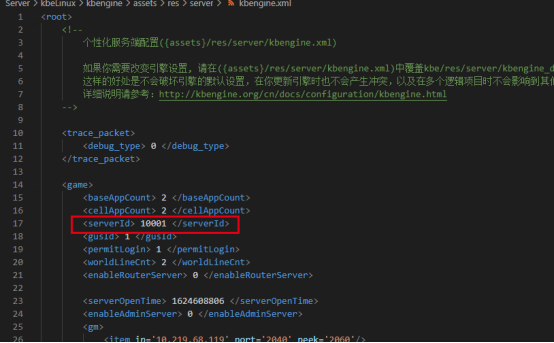 Server > kbeLinux > kbengine > assets > res > server > kbengine.xml
1 <root>
2 <!--
3 个性化服务端配置({assets}/res/server/kbengine.xml)
4
5 如果你需要改变引擎设置, 请在({assets}/res/server/kbengine.xml)中覆盖kbe/res/server/kbengine_d
6 这样的好处是不会破坏引擎的默认设置, 在你更新引擎时也不会产生冲突, 以及在多个逻辑项目时不会影响到其他
7 详细说明请参考: http://kbengine.org/cn/docs/configuration/kbengine.html
8 -->
9
10 <trace_packet>
11 <debug_type> 0 </debug_type>
12 </trace_packet>
13
14 <game>
15 <baseAppCount> 2 </baseAppCount>
16 <cellAppCount> 2 </cellAppCount>
17 <serverId> 10001 </serverId>
18 <gusId> 1 </gusId>
19 <permitLogin> 1 </permitLogin>
20 <worldLineCnt> 2 </worldLineCnt>
21 <enableRouterServer> 0 </enableRouterServer>
22
23 <serverOpenTime> 1624608806 </serverOpenTime>
24 <enableAdminServer> 0 </enableAdminServer>
25 <gm>
26 <item ip='10.219.68.119' port='2040' peek='2060'/>